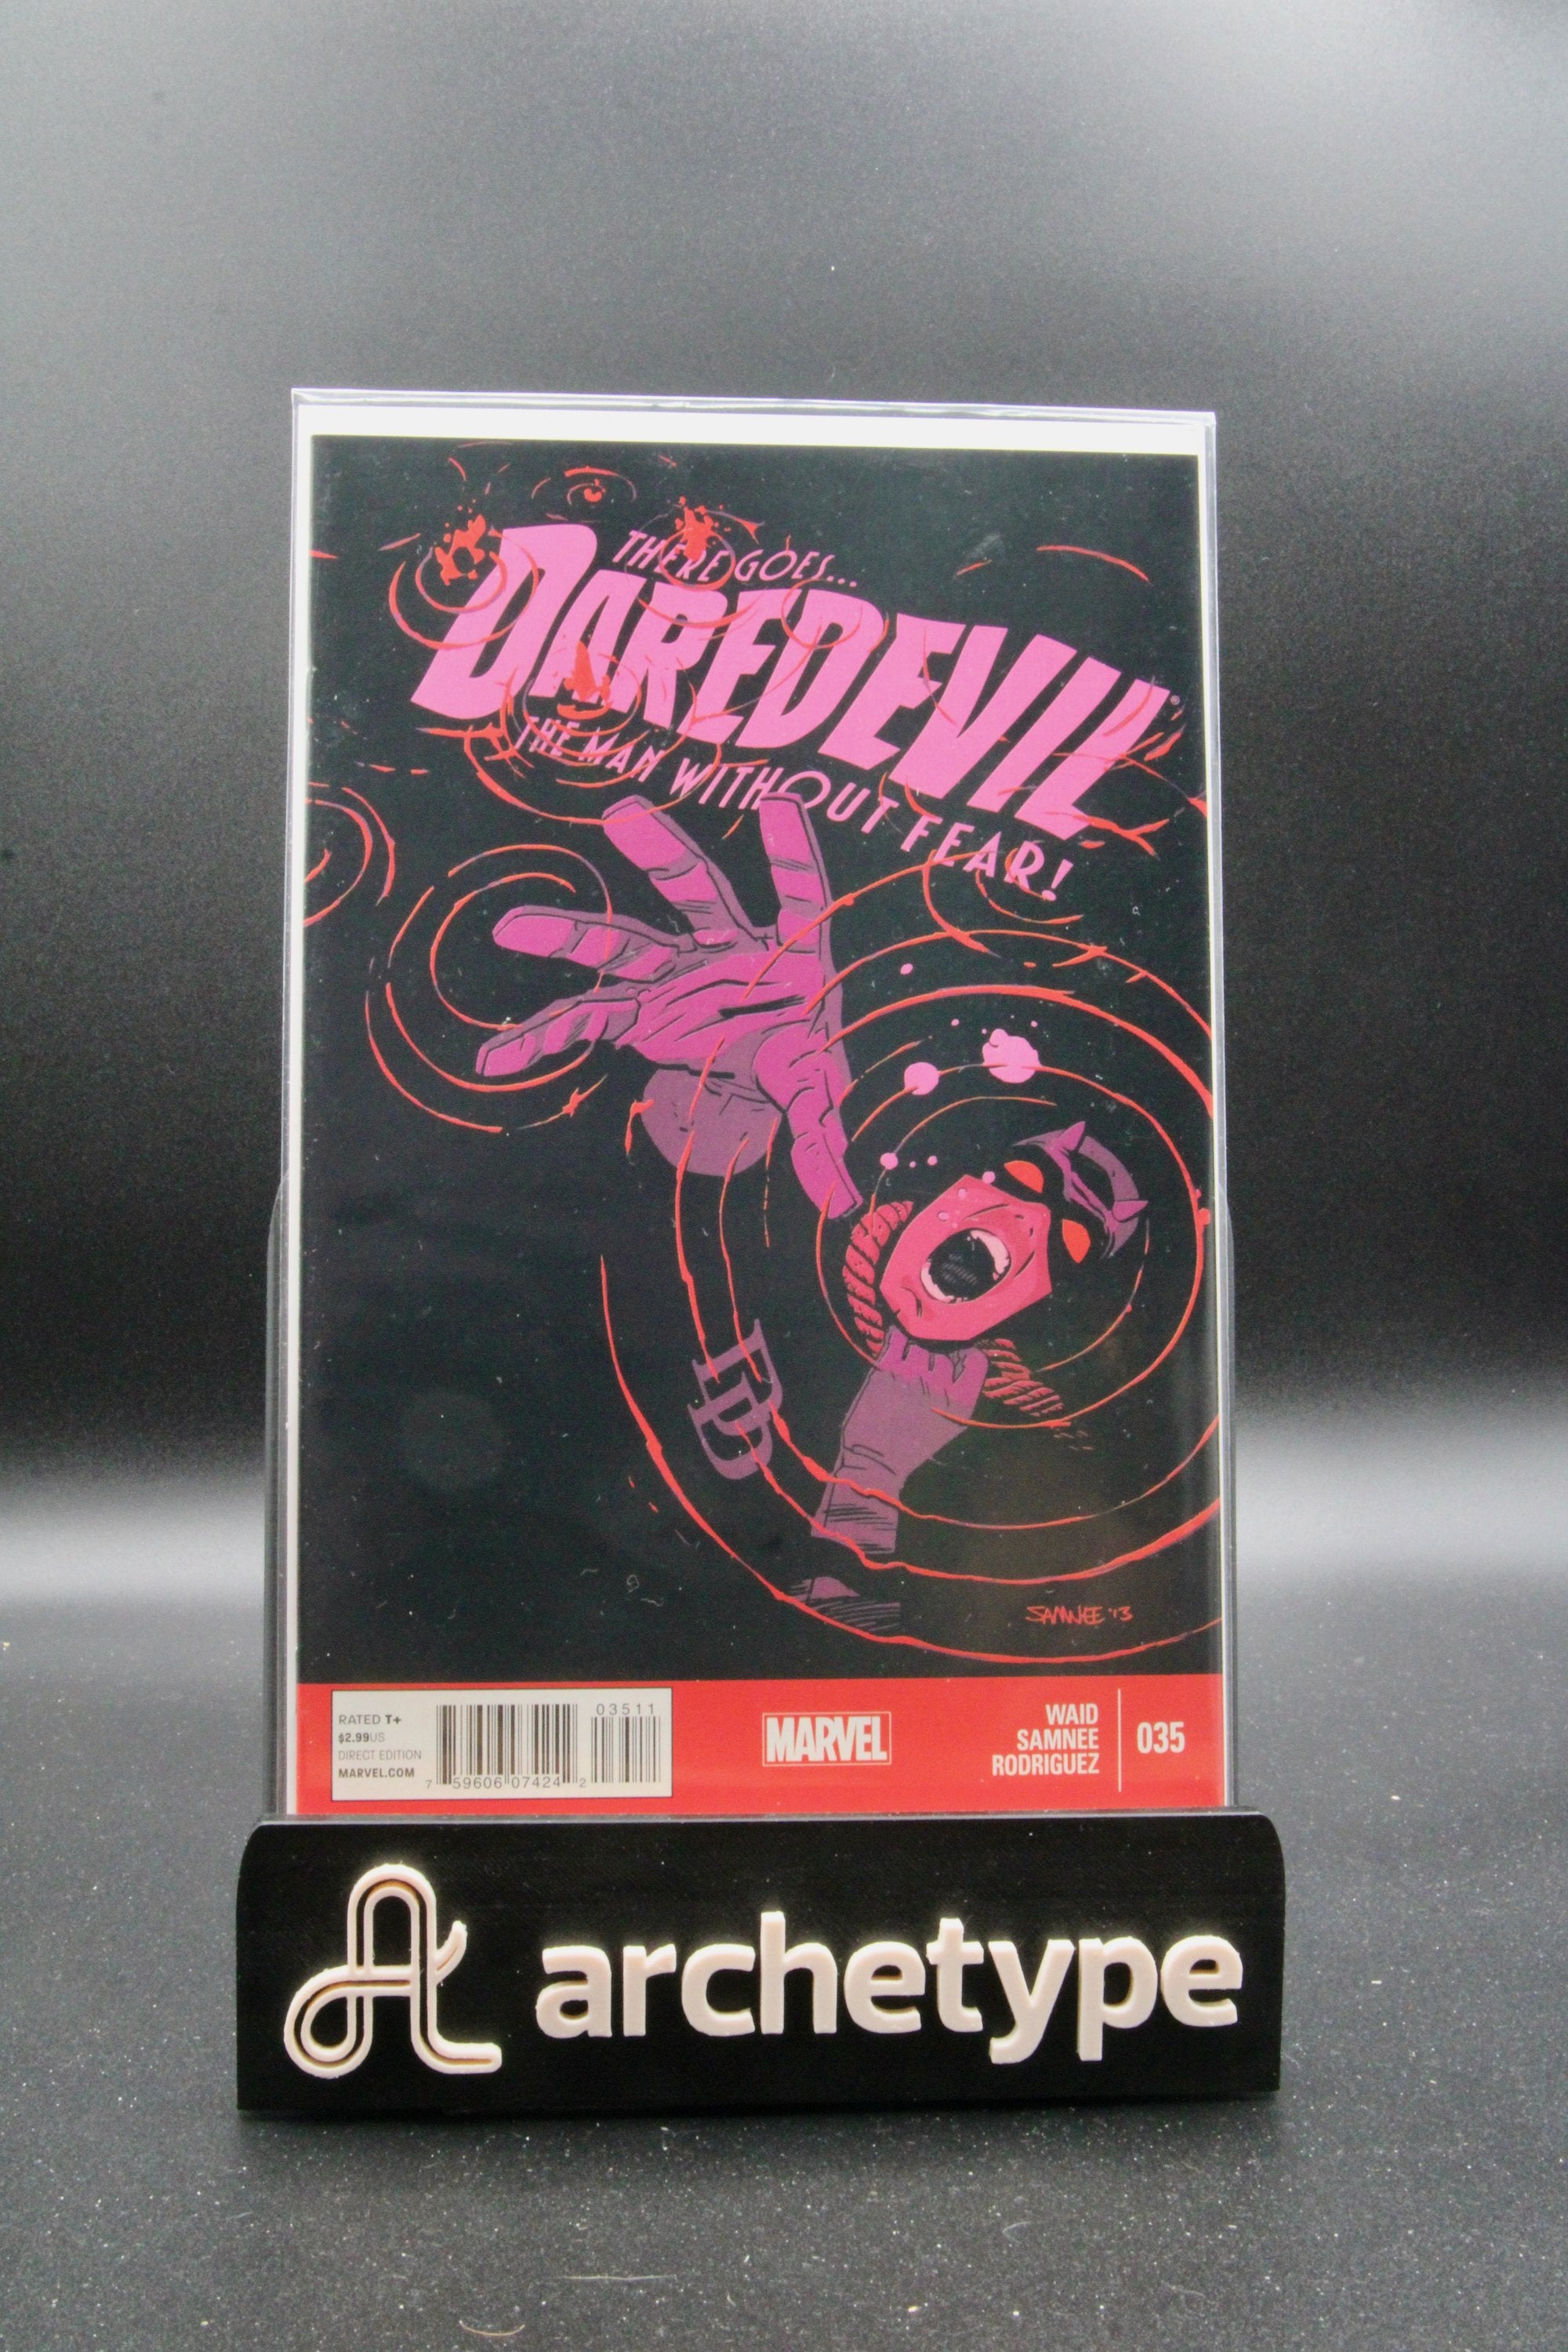 THERE GOES...
DAREDEVIL®
THE MAN WITHOUT FEAR!
DD
SAMNEE '13
RATED T+
$2.99US
DIRECT EDITION
MARVEL.COM
03511
7 59606 07424 2
MARVEL
WAID
SAMNEE
RODRIGUEZ
035
A archetype